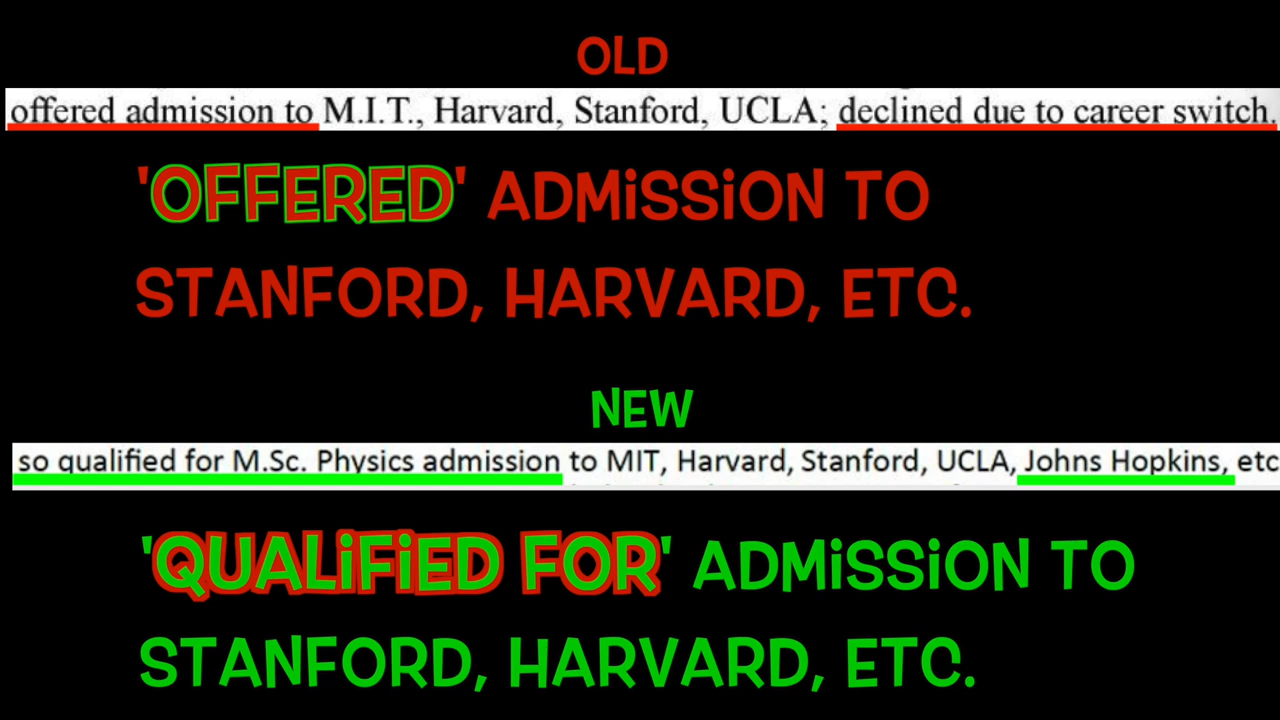 OLD
offered admission to M.I.T., Harvard, Stanford, UCLA; declined due to career switch.
'OFFERED' ADMiSSiON TO
STANFORD, HARVARD, ETC.
NEW
so qualified for M.Sc. Physics admission to MIT, Harvard, Stanford, UCLA, Johns Hopkins, etc
'QUALiFiED FOR' ADMiSSiON TO
STANFORD, HARVARD, ETC.